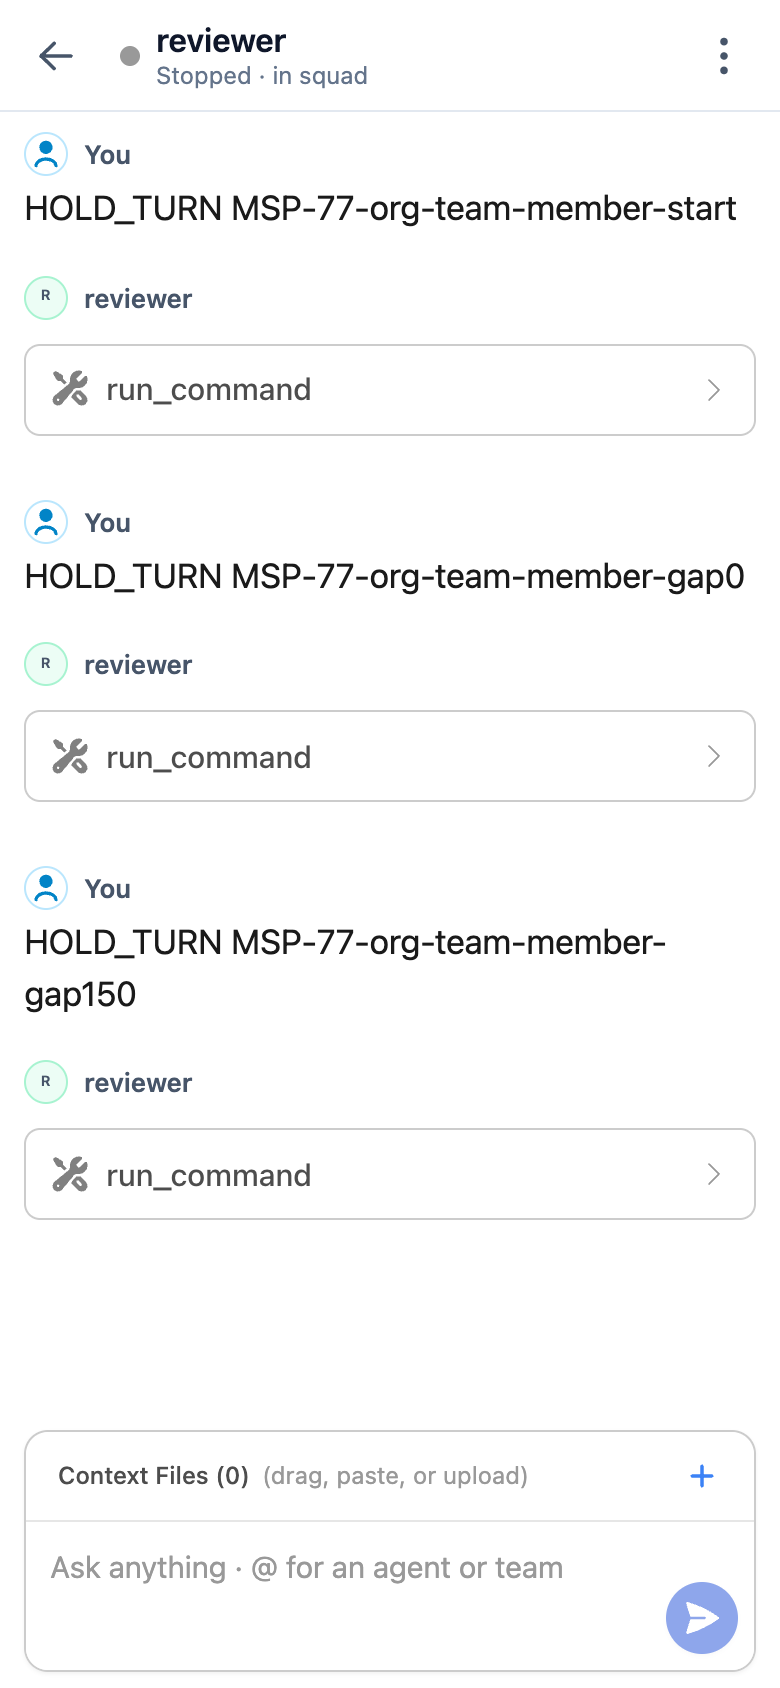 reviewer
Stopped · in squad
You
HOLD_TURN MSP-77-org-team-member-start
R
reviewer
run_command
You
HOLD_TURN MSP-77-org-team-member-gap0
R
reviewer
run_command
You
HOLD_TURN MSP-77-org-team-member-
gap150
R
reviewer
run_command
Context Files (0) (drag, paste, or upload)
Ask anything · @ for an agent or team